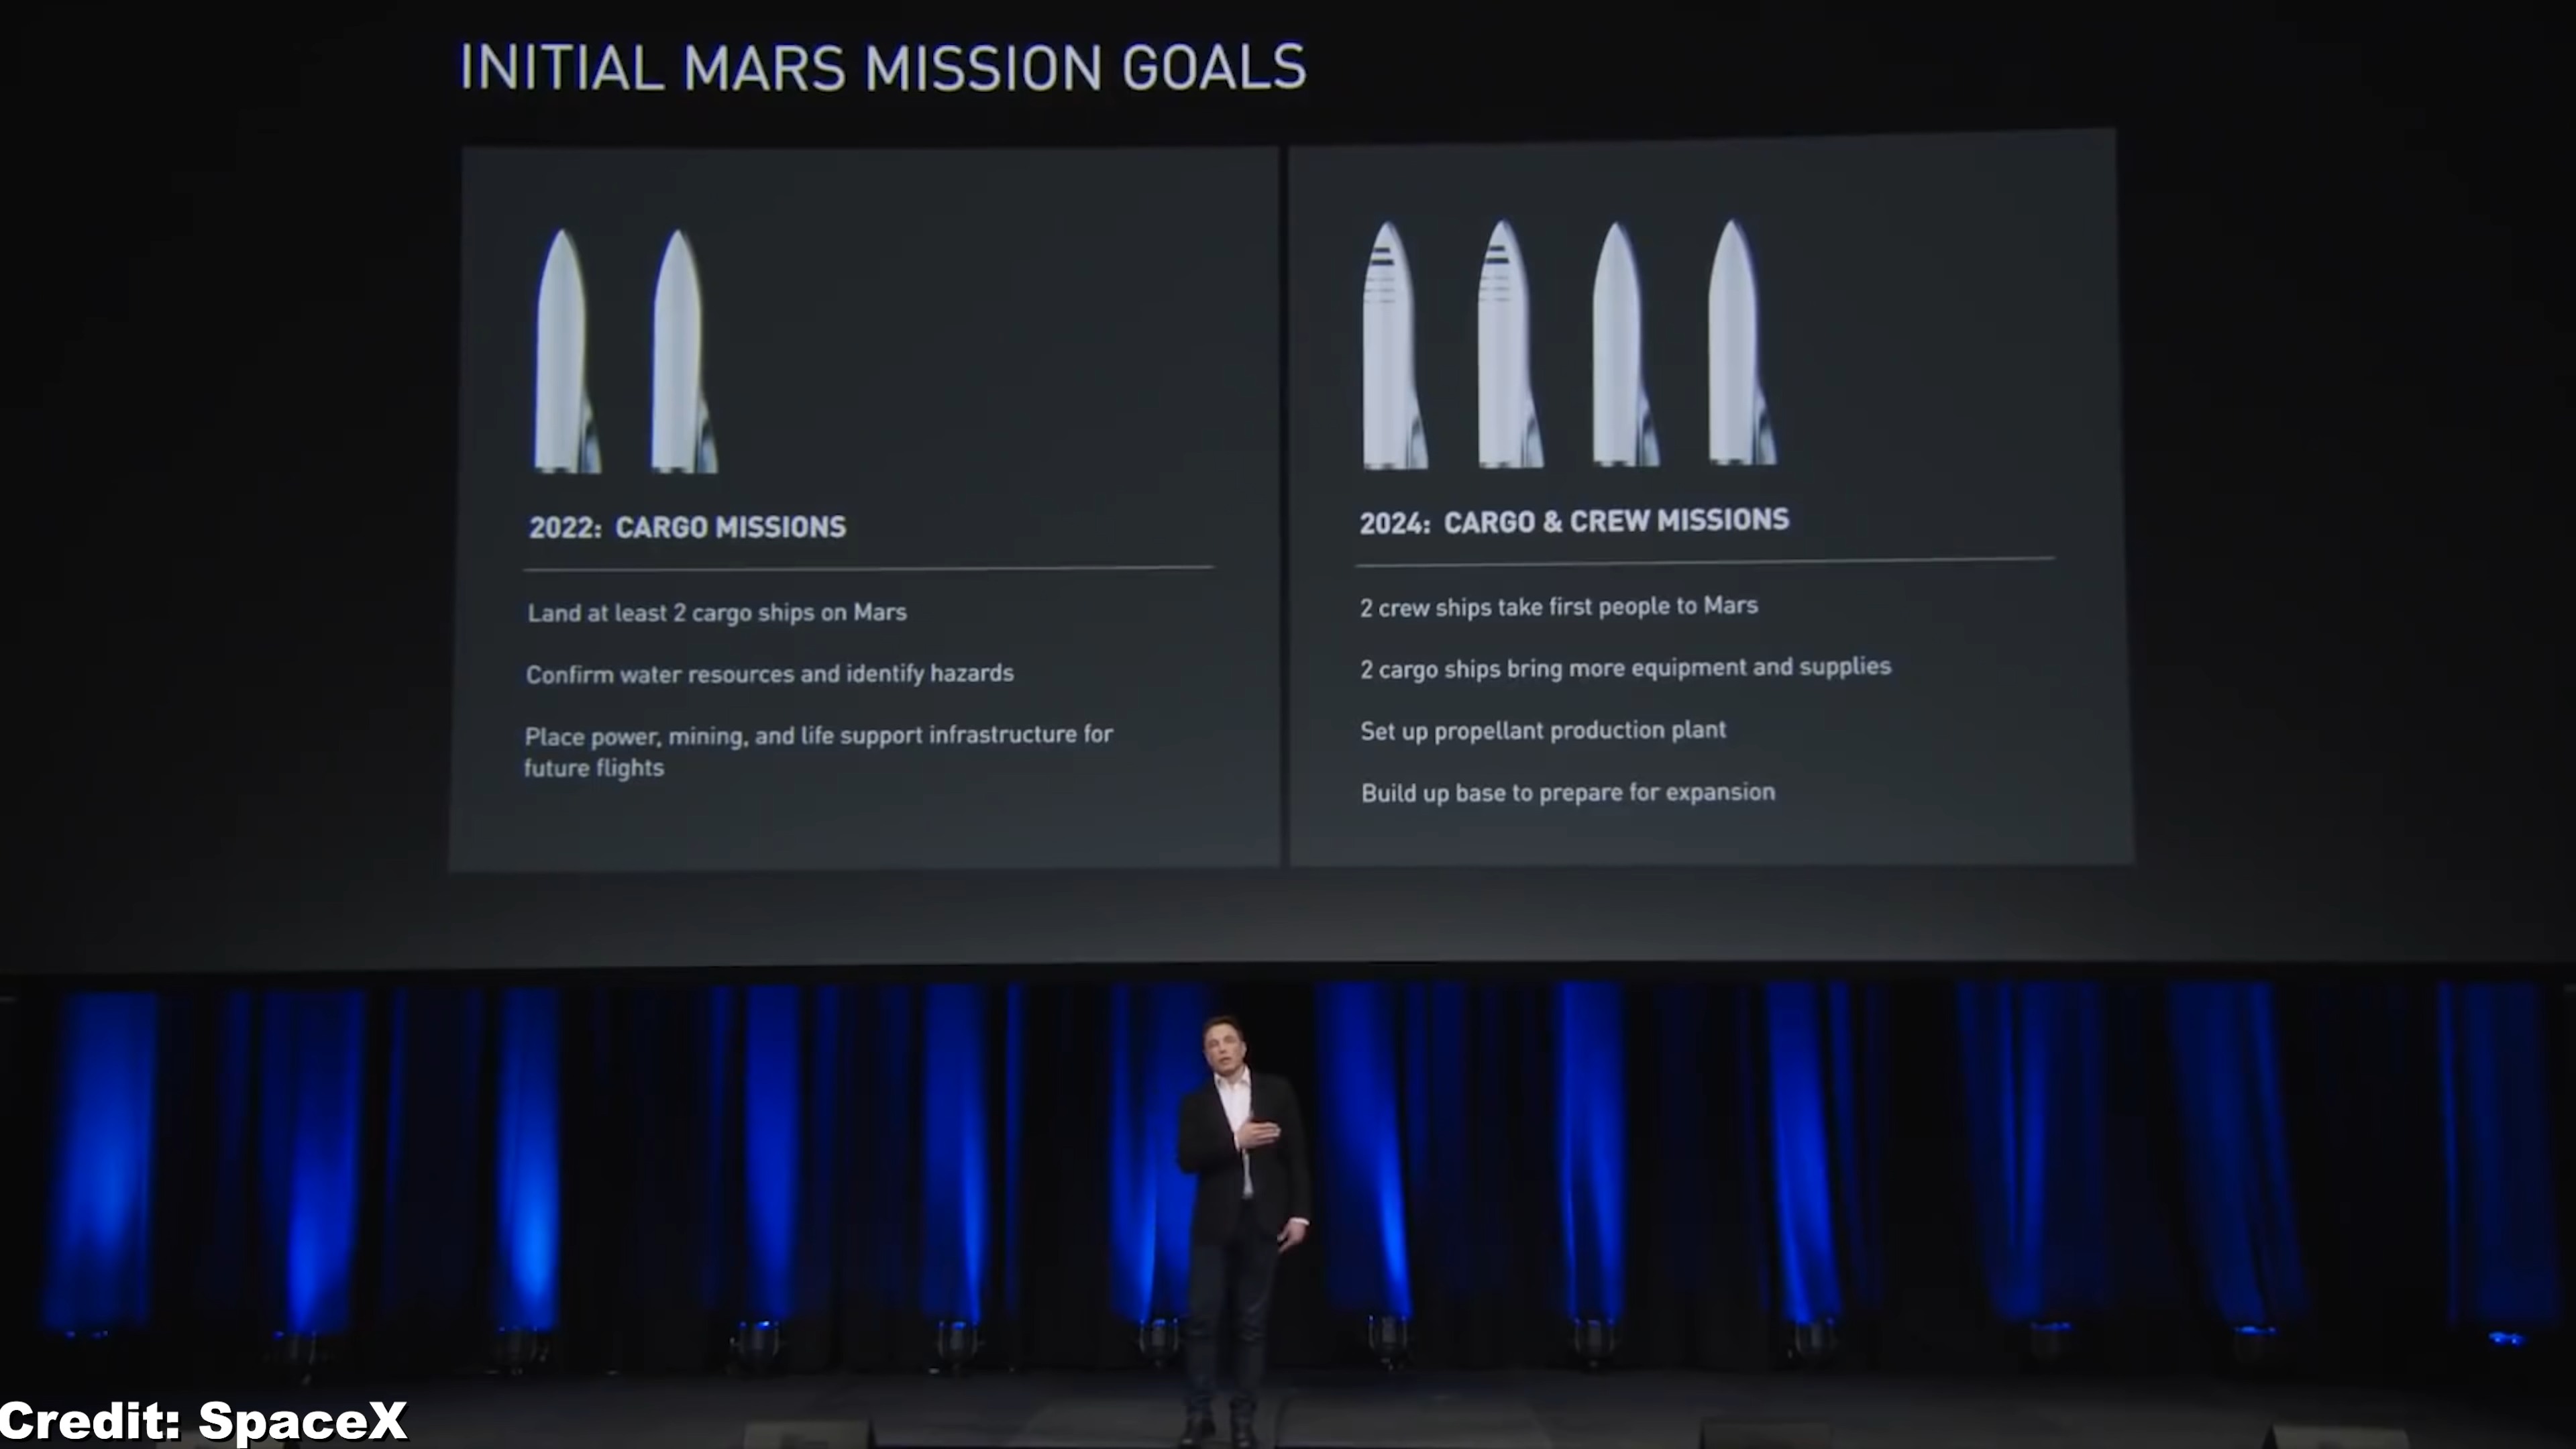 INITIAL MARS MISSION GOALS
2022: CARGO MISSIONS
Land at least 2 cargo ships on Mars
Confirm water resources and identify hazards
Place power, mining, and life support infrastructure for
future flights
2024: CARGO & CREW MISSIONS
2 crew ships take first people to Mars
2 cargo ships bring more equipment and supplies
Set up propellant production plant
Build up base to prepare for expansion
Credit: SpaceX